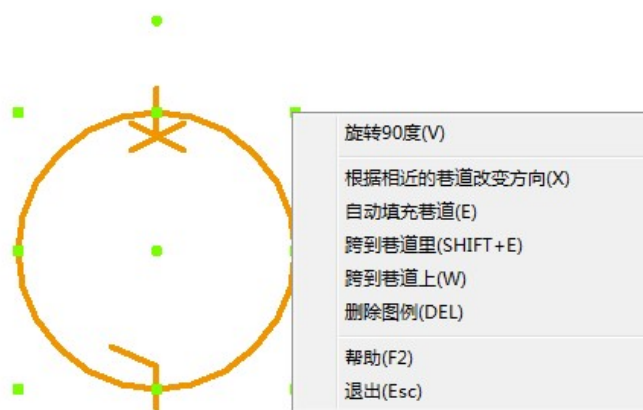 旋转90度(V)
根据相近的巷道改变方向(X)
自动填充巷道(E)
跨到巷道里(SHIFT+E)
跨到巷道上(W)
删除图例(DEL)
帮助(F2)
退出(Esc)